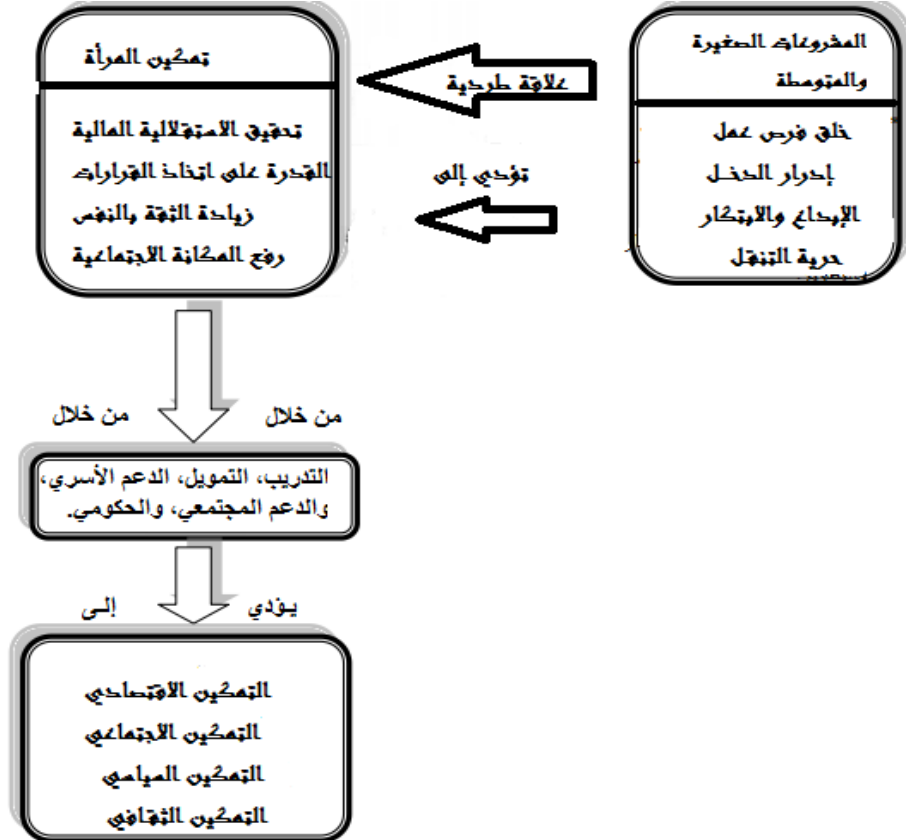 المشروعات الصغيرة
والمتوسطة
خلق فرص عمل
إدرار الدخل
الإبداع والابتكار
حرية التنقل
علاقة طردية
تؤدي إلى
تمكين المرأة
تحقيق الاستقلالية المالية
القدرة على اتخاذ القرارات
زيادة الثقة بالنفس
رفع المكانة الاجتماعية
من خلال
من خلال
التدريب، التمويل، الدعم الأسري،
والدعم المجتمعي، والحكومي.
يؤدي إلى
التمكين الاقتصادي
التمكين الاجتماعي
التمكين السياسي
التمكين الثقافي